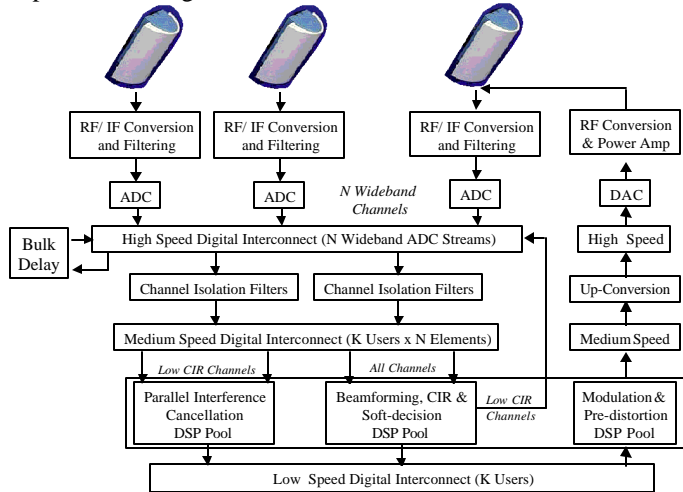 RF/ IF Conversion
and Filtering
RF/ IF Conversion
and Filtering
RF/ IF Conversion
and Filtering
RF Conversion
& Power Amp
ADC
ADC
N Wideband
Channels
ADC
DAC
Bulk
Delay
High Speed Digital Interconnect (N Wideband ADC Streams)
High Speed
Channel Isolation Filters
Channel Isolation Filters
Up-Conversion
Medium Speed Digital Interconnect (K Users x N Elements)
Medium Speed
Low CIR Channels
All Channels
Parallel Interference
Cancellation
DSP Pool
Beamforming, CIR &
Soft-decision
DSP Pool
Low CIR
Channels
Modulation &
Pre-distortion
DSP Pool
Low Speed Digital Interconnect (K Users)